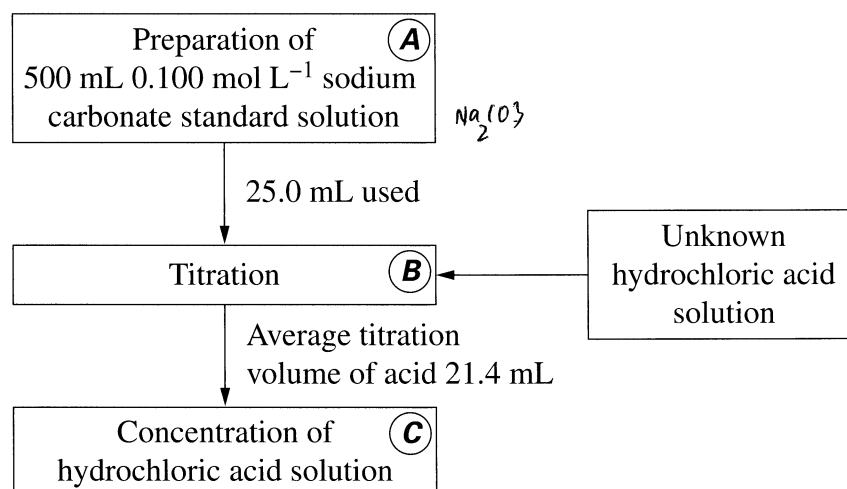 Preparation of
A
500 mL 0.100 mol L⁻¹ sodium
carbonate standard solution
Na₂CO₃
25.0 mL used
Titration
B
Unknown
hydrochloric acid
solution
Average titration
volume of acid 21.4 mL
Concentration of
C
hydrochloric acid solution